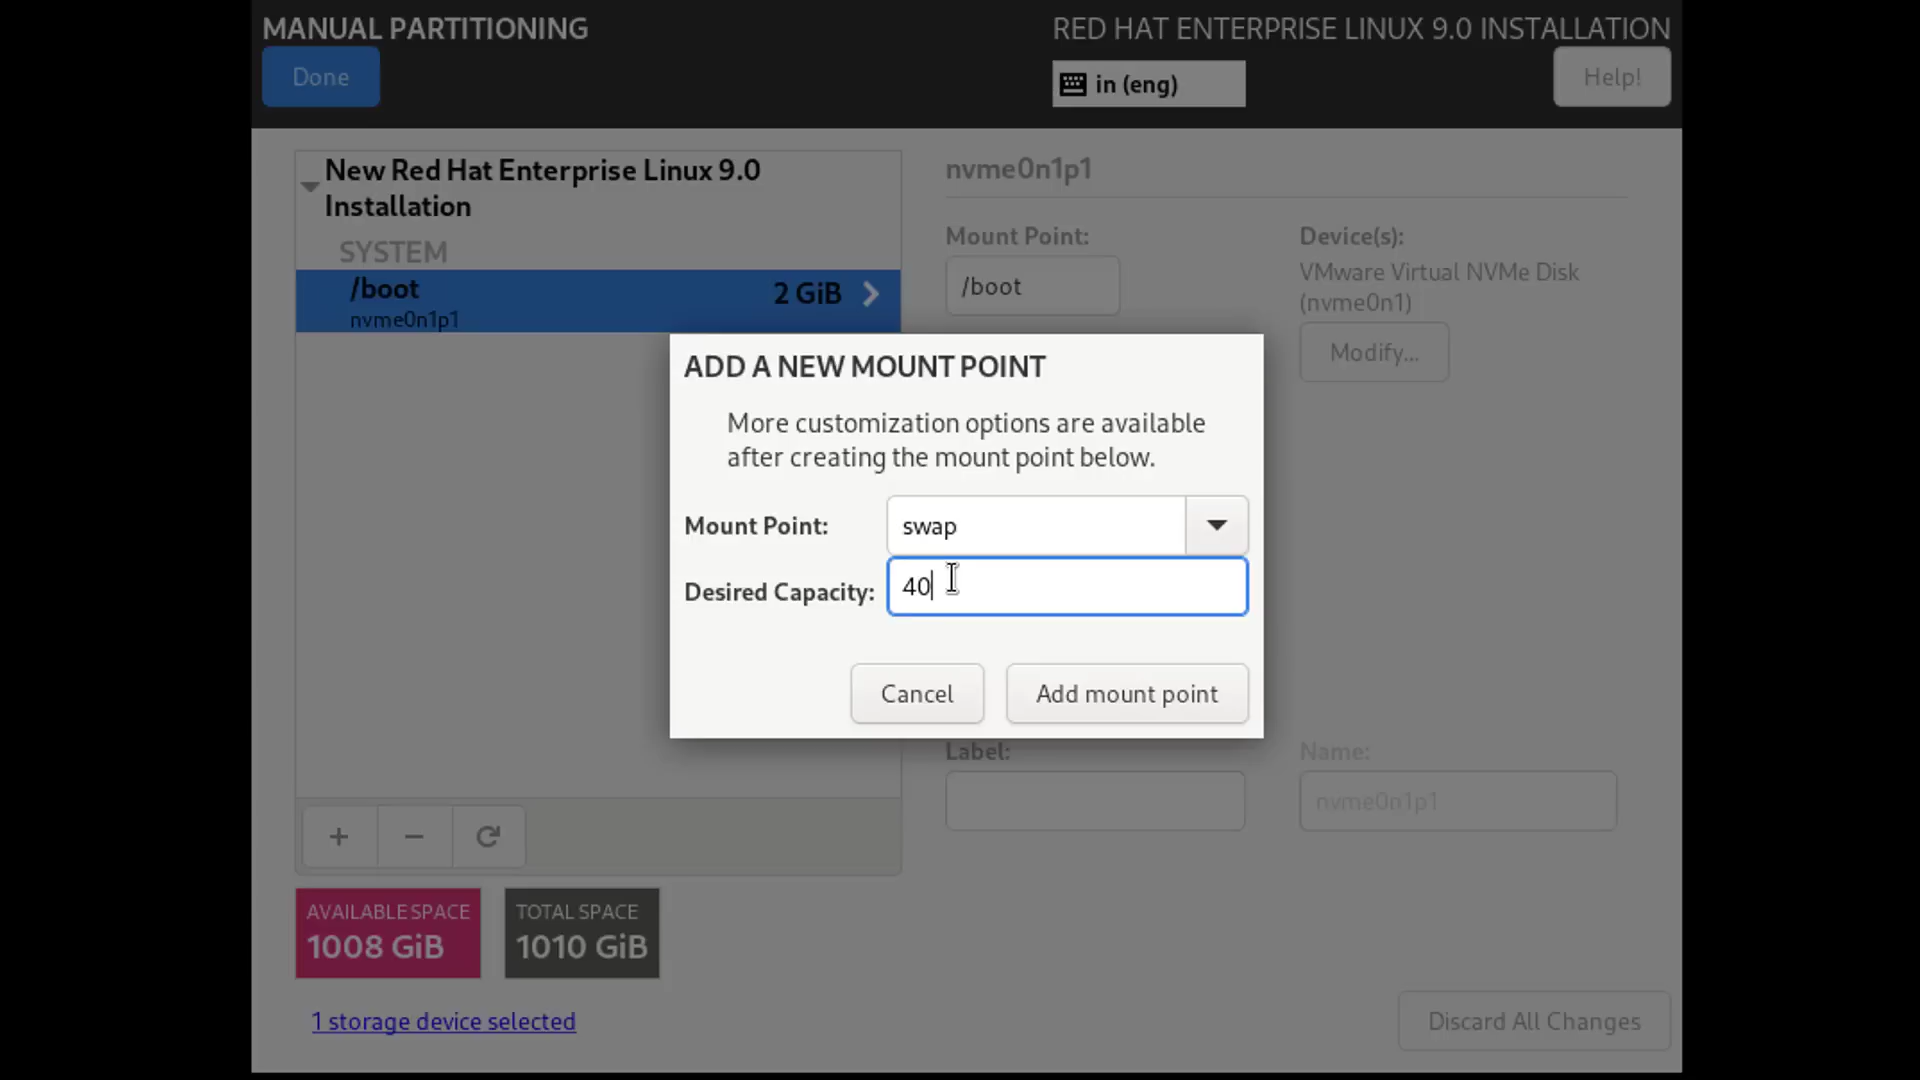 MANUAL PARTITIONING
RED HAT ENTERPRISE LINUX 9.0 INSTALLATION
Done
in (eng)
Help!
New Red Hat Enterprise Linux 9.0
Installation
SYSTEM
/boot
2 GiB
nvme0n1p1
nvme0n1p1
Mount Point:
/boot
Device(s):
VMware Virtual NVMe Disk
(nvme0n1)
Modify...
ADD A NEW MOUNT POINT
More customization options are available
after creating the mount point below.
Mount Point:
swap
Desired Capacity:
40
Cancel
Add mount point
Label:
Name:
nvme0n1p1
+
−
AVAILABLE SPACE
1008 GiB
TOTAL SPACE
1010 GiB
1 storage device selected
Discard All Changes